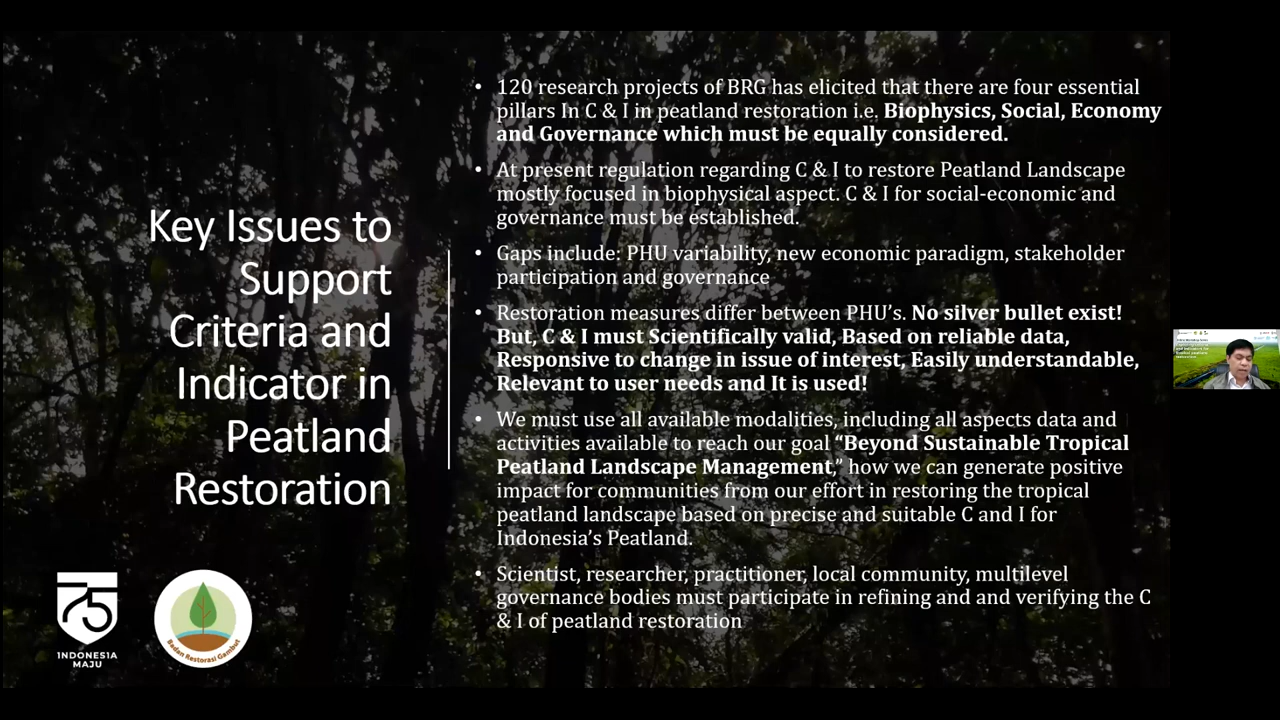 Key Issues to
Support
Criteria and
Indicator in
Peatland
Restoration
• 120 research projects of BRG has elicited that there are four essential
pillars In C & I in peatland restoration i.e. Biophysics, Social, Economy
and Governance which must be equally considered.
• At present regulation regarding C & I to restore Peatland Landscape
mostly focused in biophysical aspect. C & I for social-economic and
governance must be established.
• Gaps include: PHU variability, new economic paradigm, stakeholder
participation and governance
• Restoration measures differ between PHU’s. No silver bullet exist!
But, C & I must Scientifically valid, Based on reliable data,
Responsive to change in issue of interest, Easily understandable,
Relevant to user needs and It is used!
• We must use all available modalities, including all aspects data and
activities available to reach our goal “Beyond Sustainable Tropical
Peatland Landscape Management,” how we can generate positive
impact for communities from our effort in restoring the tropical
peatland landscape based on precise and suitable C and I for
Indonesia’s Peatland.
• Scientist, researcher, practitioner, local community, multilevel
governance bodies must participate in refining and and verifying the C
& I of peatland restoration
75
INDONESIA
MAJU
Badan Restorasi Gambut